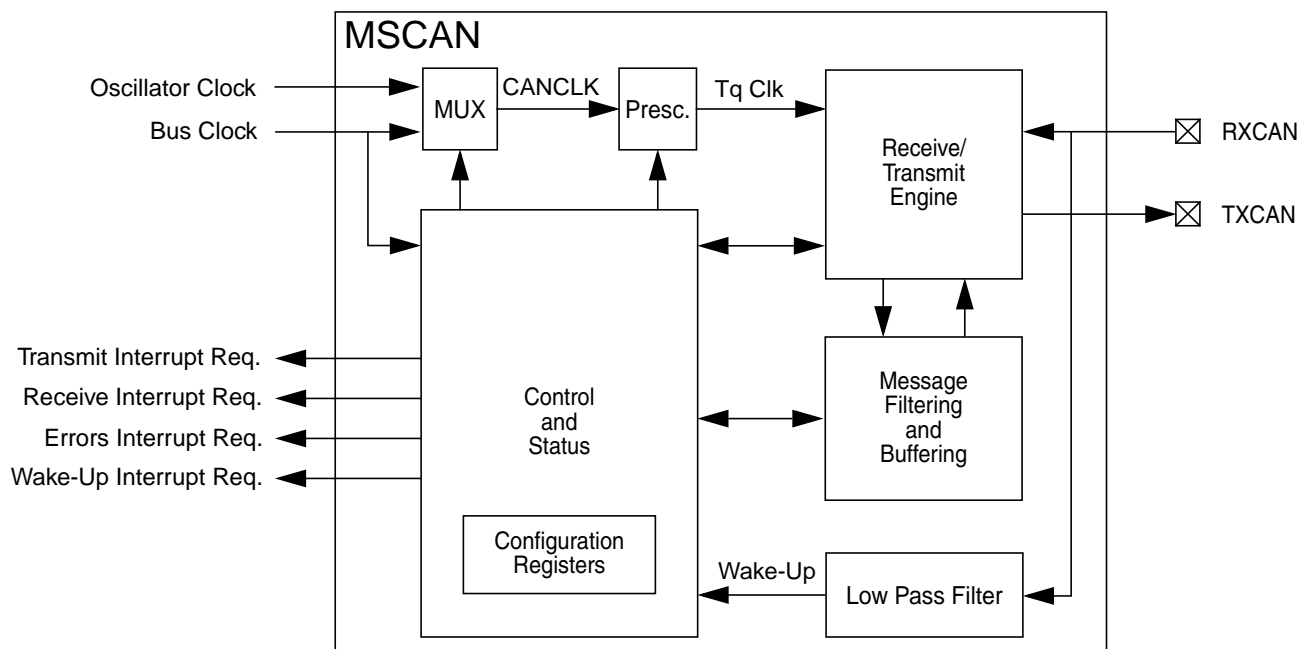 MSCAN
Oscillator Clock
Bus Clock
MUX
CANCLK
Presc.
Tq Clk
Receive/
Transmit
Engine
RXCAN
TXCAN
Transmit Interrupt Req.
Receive Interrupt Req.
Errors Interrupt Req.
Wake-Up Interrupt Req.
Control
and
Status
Message
Filtering
and
Buffering
Configuration
Registers
Wake-Up
Low Pass Filter